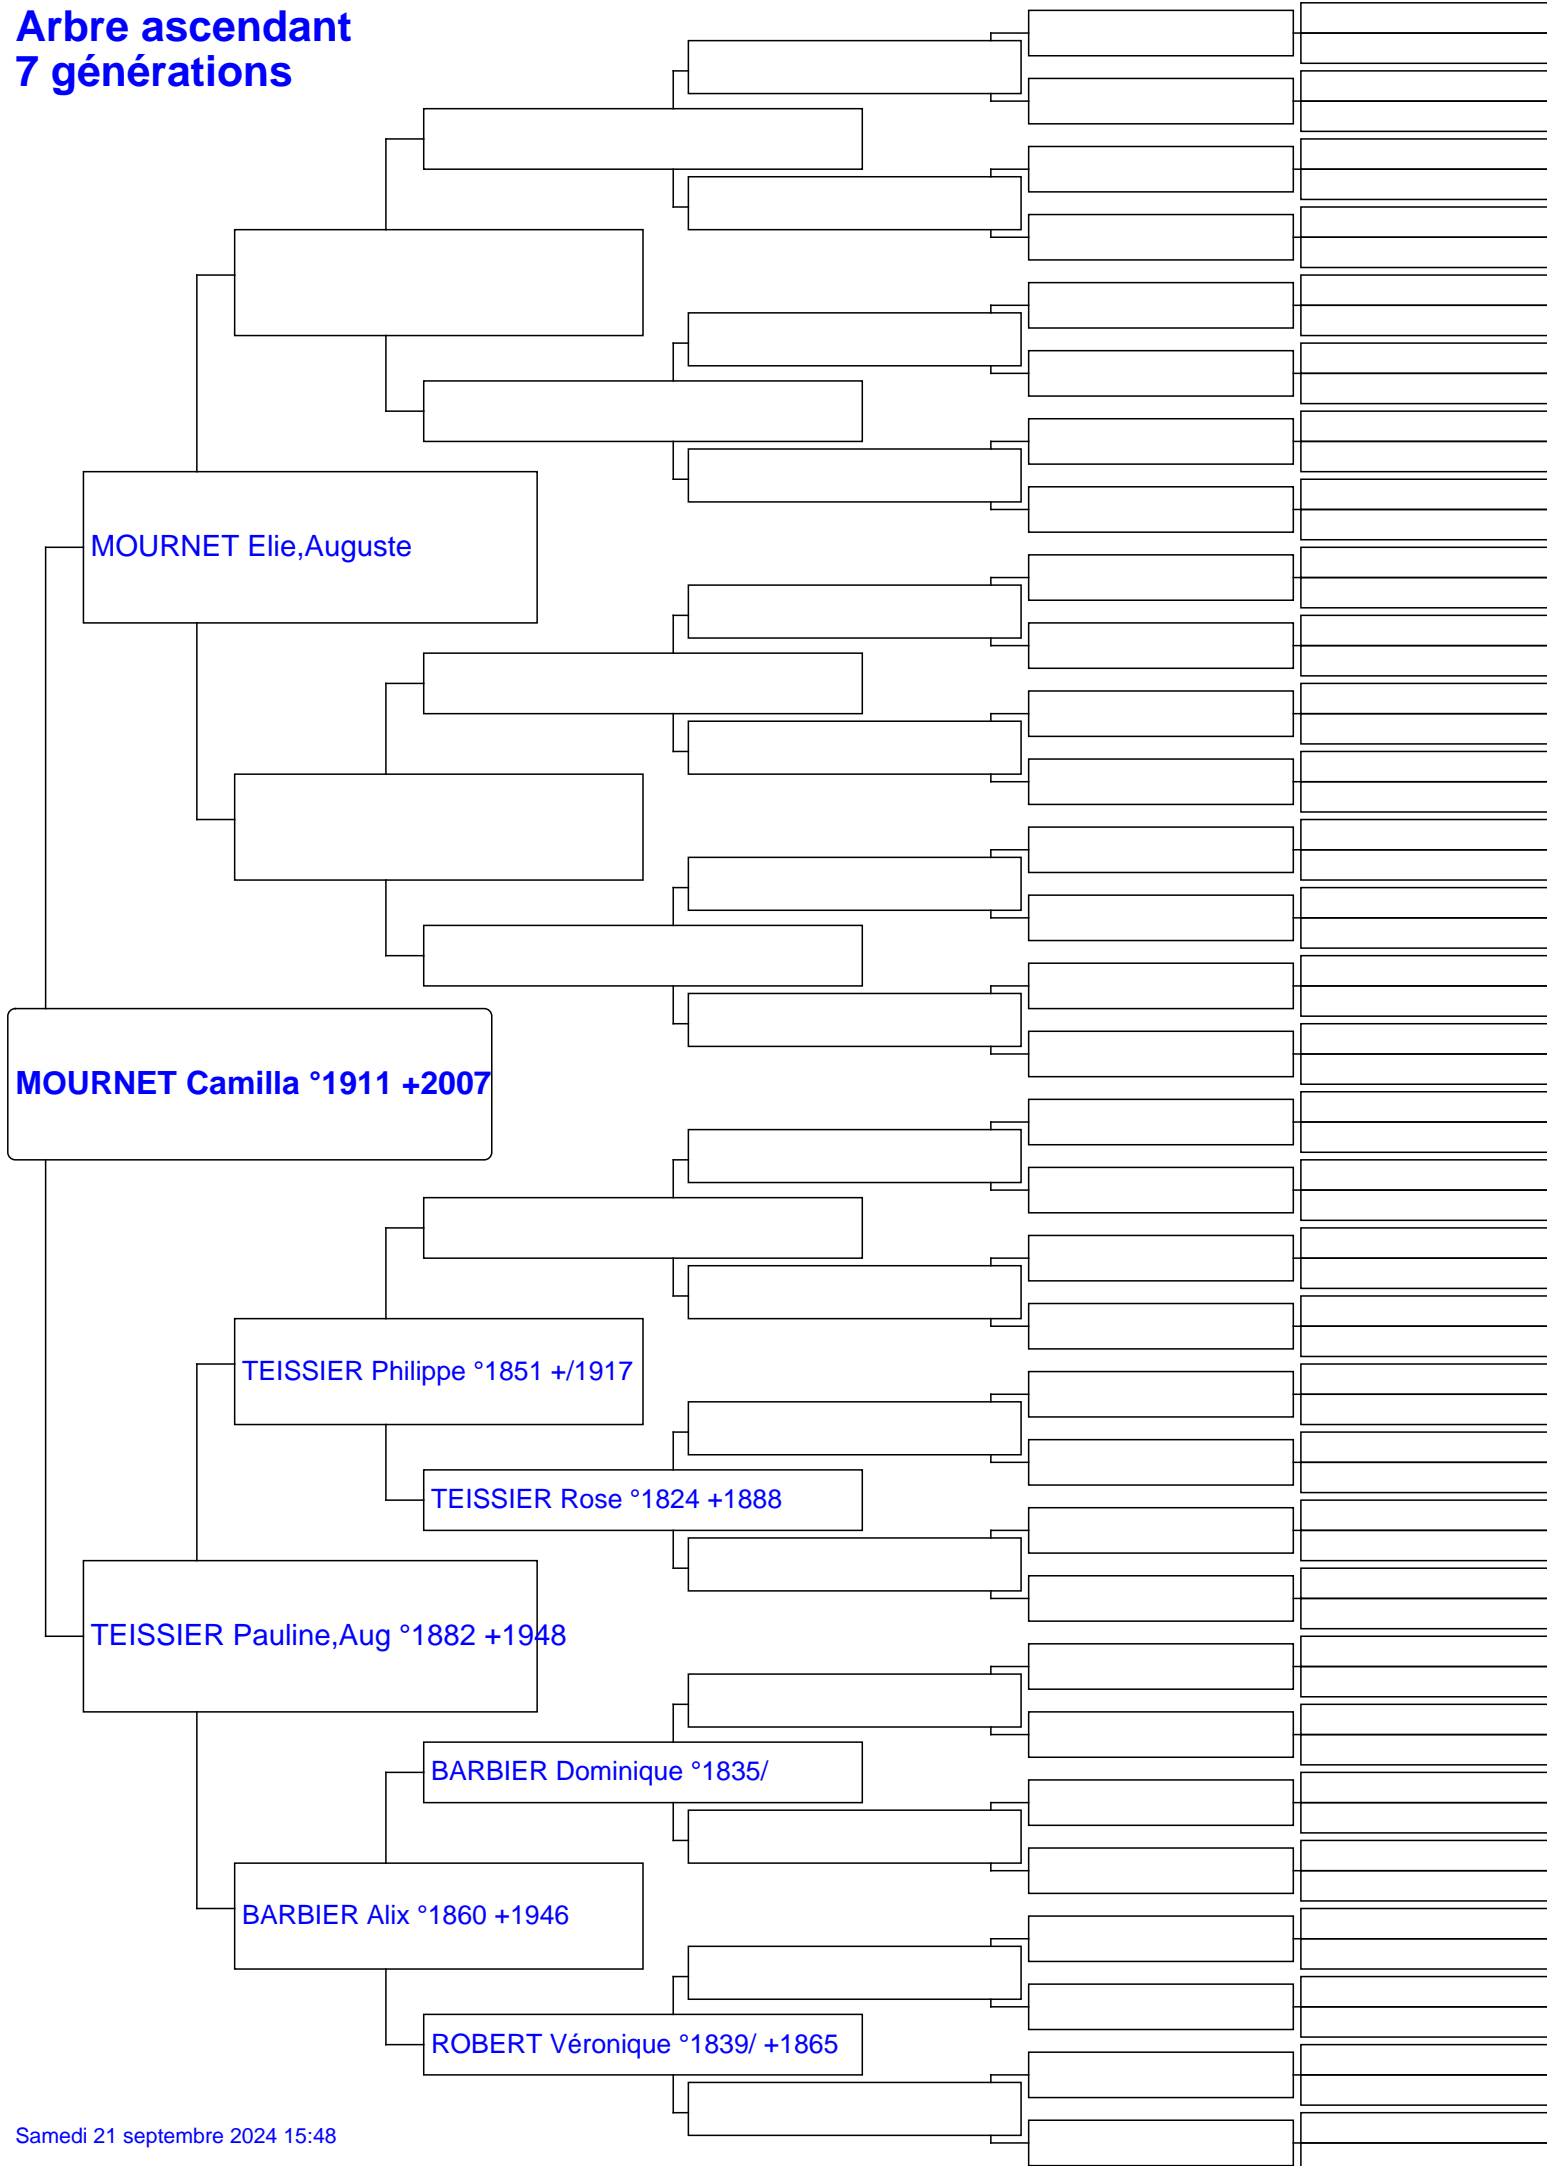 Arbre ascendant
7 générations
MOURNET Elie,Auguste
MOURNET Camilla °1911 +2007
TEISSIER Philippe °1851 +/1917
TEISSIER Rose °1824 +1888
TEISSIER Pauline,Aug °1882 +1948
BARBIER Dominique °1835/
BARBIER Alix °1860 +1946
ROBERT Véronique °1839/ +1865
Samedi 21 septembre 2024 15:48